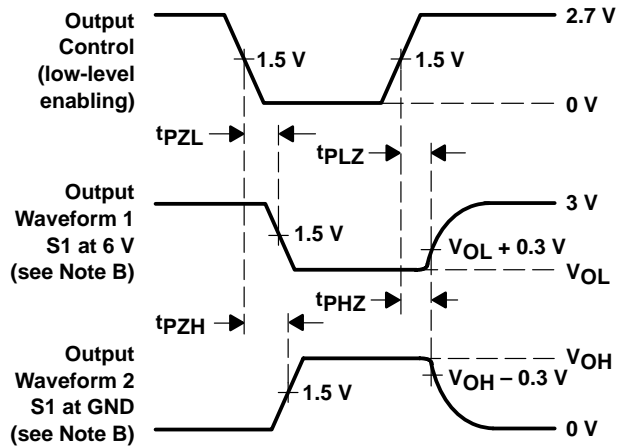 Output
Control
(low-level
enabling)
1.5 V
1.5 V
2.7 V
0 V
tPZL
tPLZ
Output
Waveform 1
S1 at 6 V
(see Note B)
1.5 V
3 V
VOL + 0.3 V
VOL
tPZH
tPHZ
Output
Waveform 2
S1 at GND
(see Note B)
1.5 V
VOH
VOH – 0.3 V
0 V